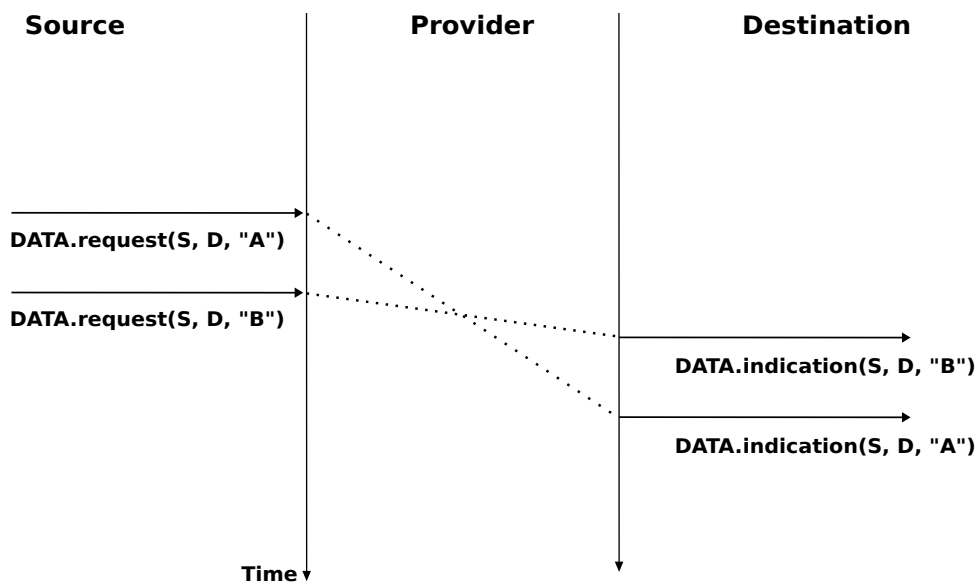 Source
Provider
Destination
DATA.request(S, D, "A")
DATA.request(S, D, "B")
DATA.indication(S, D, "B")
DATA.indication(S, D, "A")
Time